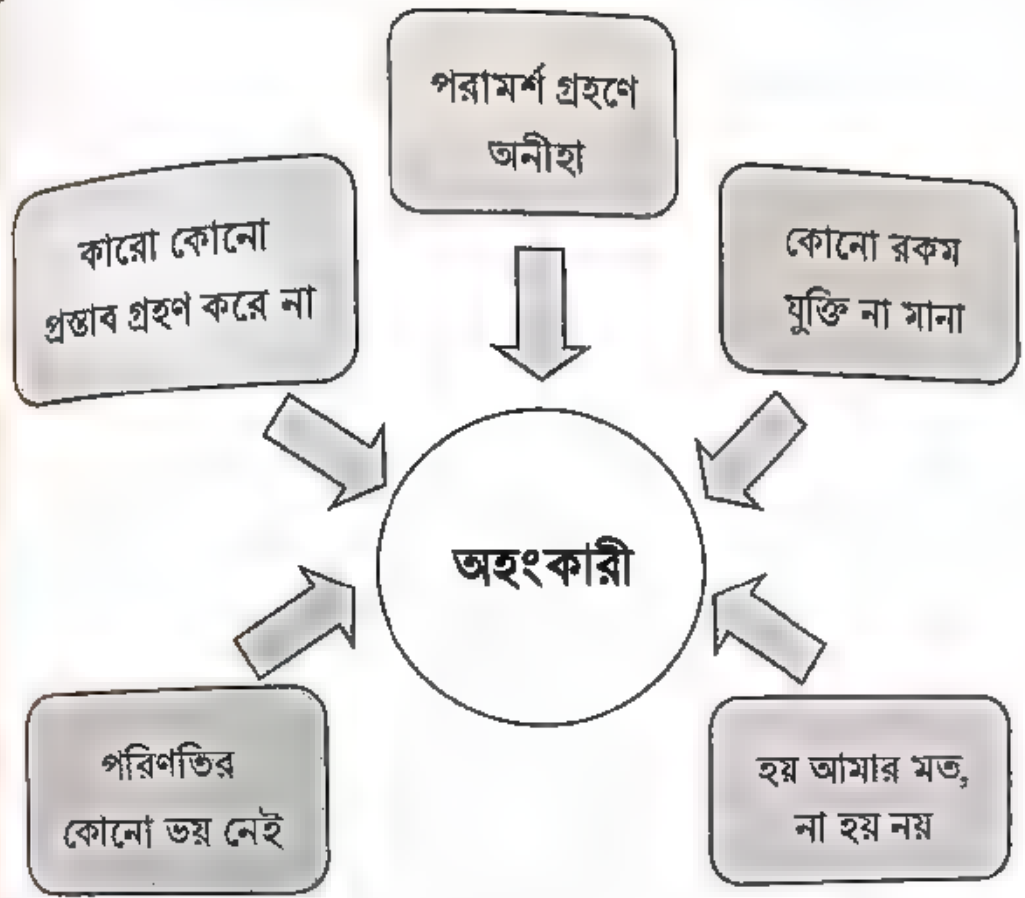 পরামর্শ গ্রহণে
অনীহা
কারো কোনো
প্রস্তাব গ্রহণ করে না
কোনো রকম
যুক্তি না মানা
অহংকারী
পরিণতির
কোনো ভয় নেই
হয় আমার মত,
না হয় নয়